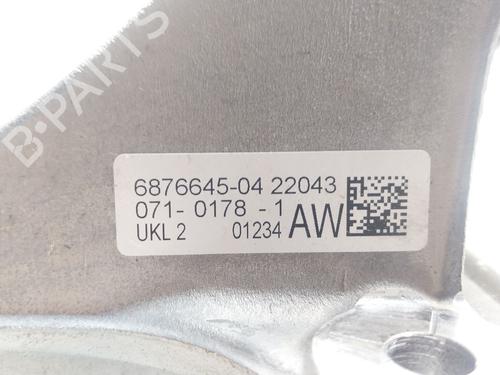 B-PARTS
6876645-04 22043
071- 0178 - 1
UKL 2 01234 AW